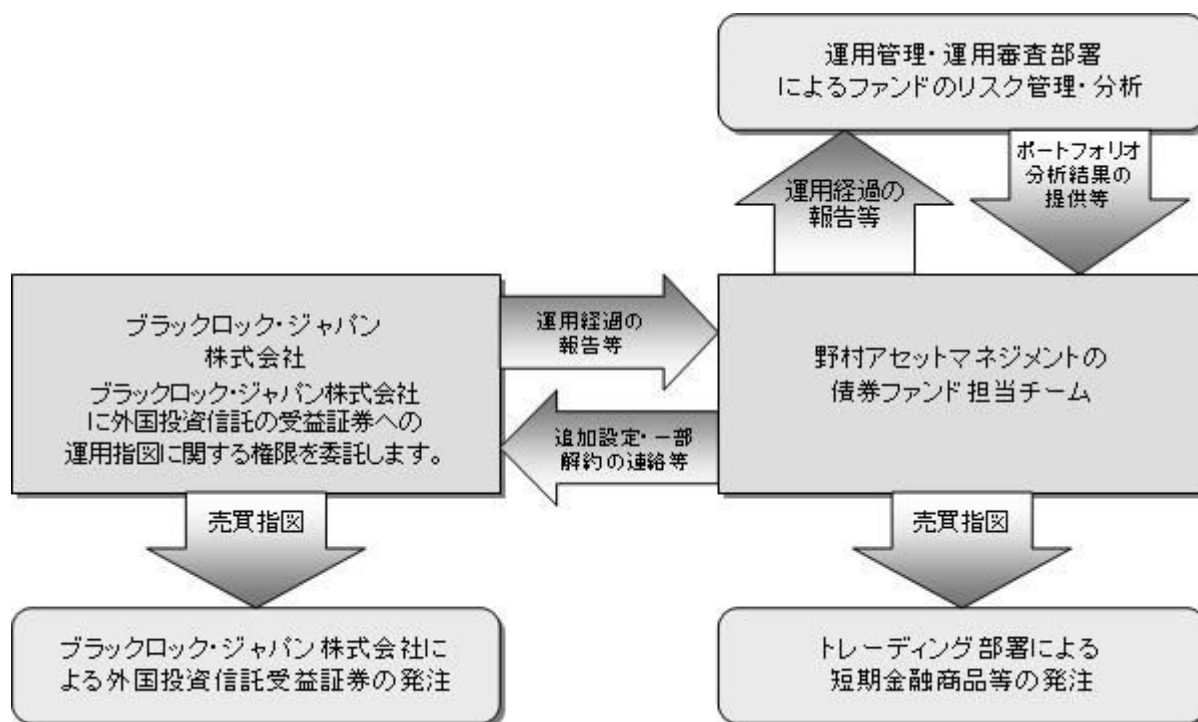 運用管理・運用審査部署
によるファンドのリスク管理・分析
運用経過の
報告等
ポートフォリオ
分析結果の
提供等
ブラックロック・ジャパン
株式会社
ブラックロック・ジャパン株式会社
に外国投資信託の受益証券への
運用指図に関する権限を委託します。
運用経過の
報告等
追加設定・一部
解約の連絡等
野村アセットマネジメントの
債券ファンド担当チーム
売買指図
売買指図
ブラックロック・ジャパン株式会社に
よる外国投資信託受益証券の発注
トレーディング部署による
短期金融商品等の発注